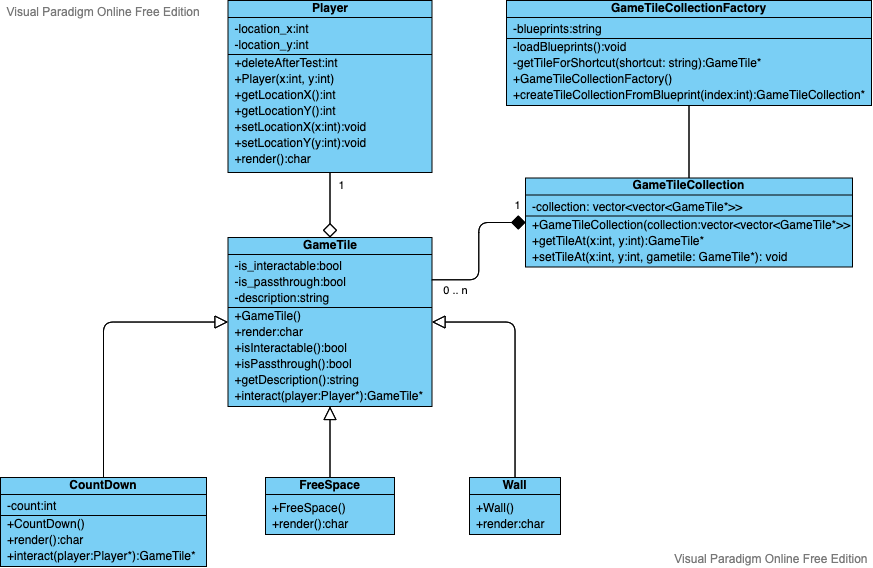 Visual Paradigm Online Free Edition
Player
-location_x:int
-location_y:int
+deleteAfterTest:int
+Player(x:int, y:int)
+getLocationX():int
+getLocationY():int
+setLocationX(x:int):void
+setLocationY(y:int):void
+render():char
GameTileCollectionFactory
-blueprints:string
-loadBlueprints():void
-getTileForShortcut(shortcut: string):GameTile*
+GameTileCollectionFactory()
+createTileCollectionFromBlueprint(index:int):GameTileCollection*
1
GameTileCollection
-collection: vector<vector<GameTile*>>
+GameTileCollection(collection:vector<vector<GameTile*>>
+getTileAt(x:int, y:int):GameTile*
+setTileAt(x:int, y:int, gametile: GameTile*): void
1
0 .. n
GameTile
-is_interactable:bool
-is_passthrough:bool
-description:string
+GameTile()
+render:char
+isInteractable():bool
+isPassthrough():bool
+getDescription():string
+interact(player:Player*):GameTile*
CountDown
-count:int
+CountDown()
+render():char
+interact(player:Player*):GameTile*
FreeSpace
+FreeSpace()
+render():char
Wall
+Wall()
+render:char
Visual Paradigm Online Free Edition